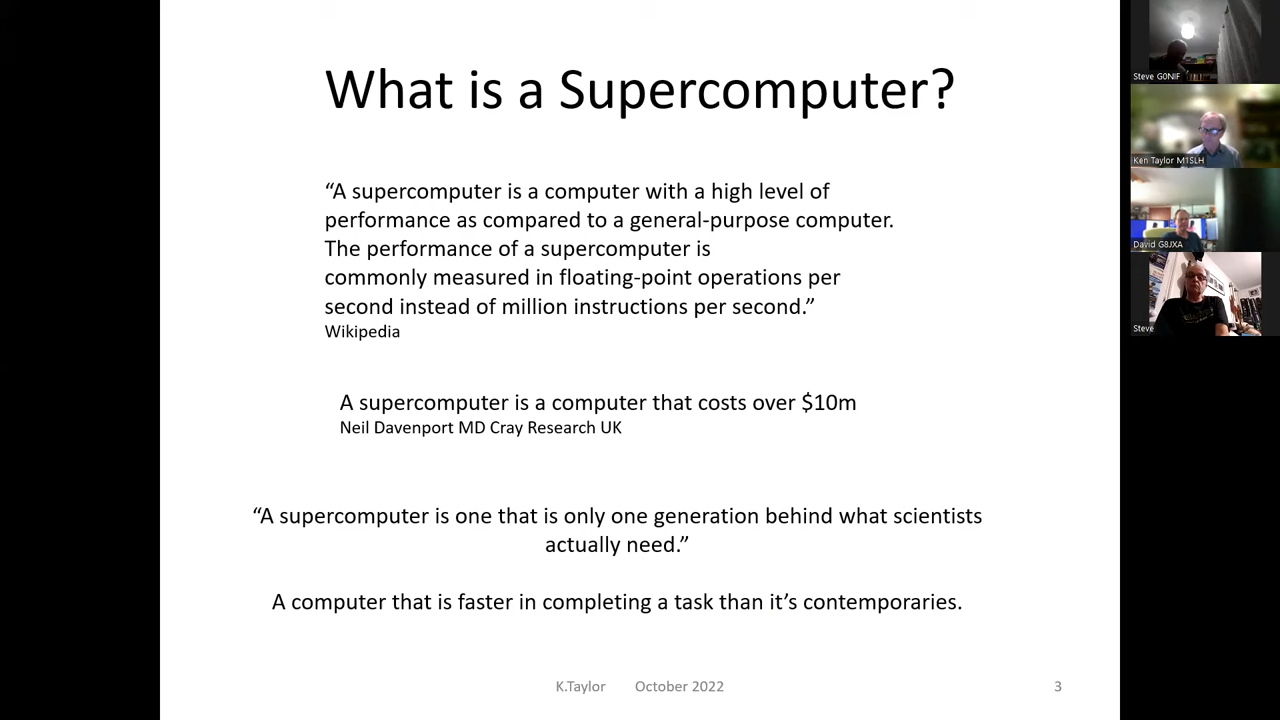 What is a Supercomputer?
“A supercomputer is a computer with a high level of
performance as compared to a general-purpose computer.
The performance of a supercomputer is
commonly measured in floating-point operations per
second instead of million instructions per second.”
Wikipedia
A supercomputer is a computer that costs over $10m
Neil Davenport MD Cray Research UK
“A supercomputer is one that is only one generation behind what scientists
actually need.”
A computer that is faster in completing a task than it’s contemporaries.
K.Taylor October 2022 3
Steve G0NIF
Ken Taylor M1SLH
David G8JXA
Steve